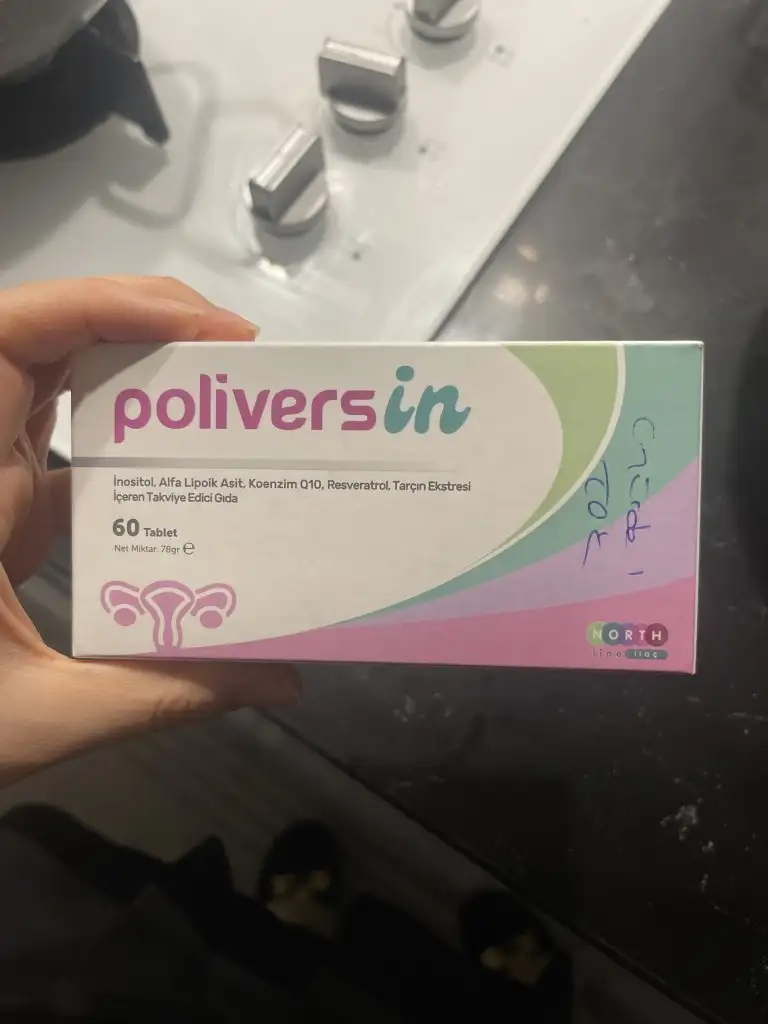 poliversin
İnositol, Alfa Lipoik Asit, Koenzim Q10, Resveratrol, Tarçın Ekstresi
İçeren Takviye Edici Gıda
60 Tablet
Net Miktar: 78gr ℮
NORTH
line ilaç